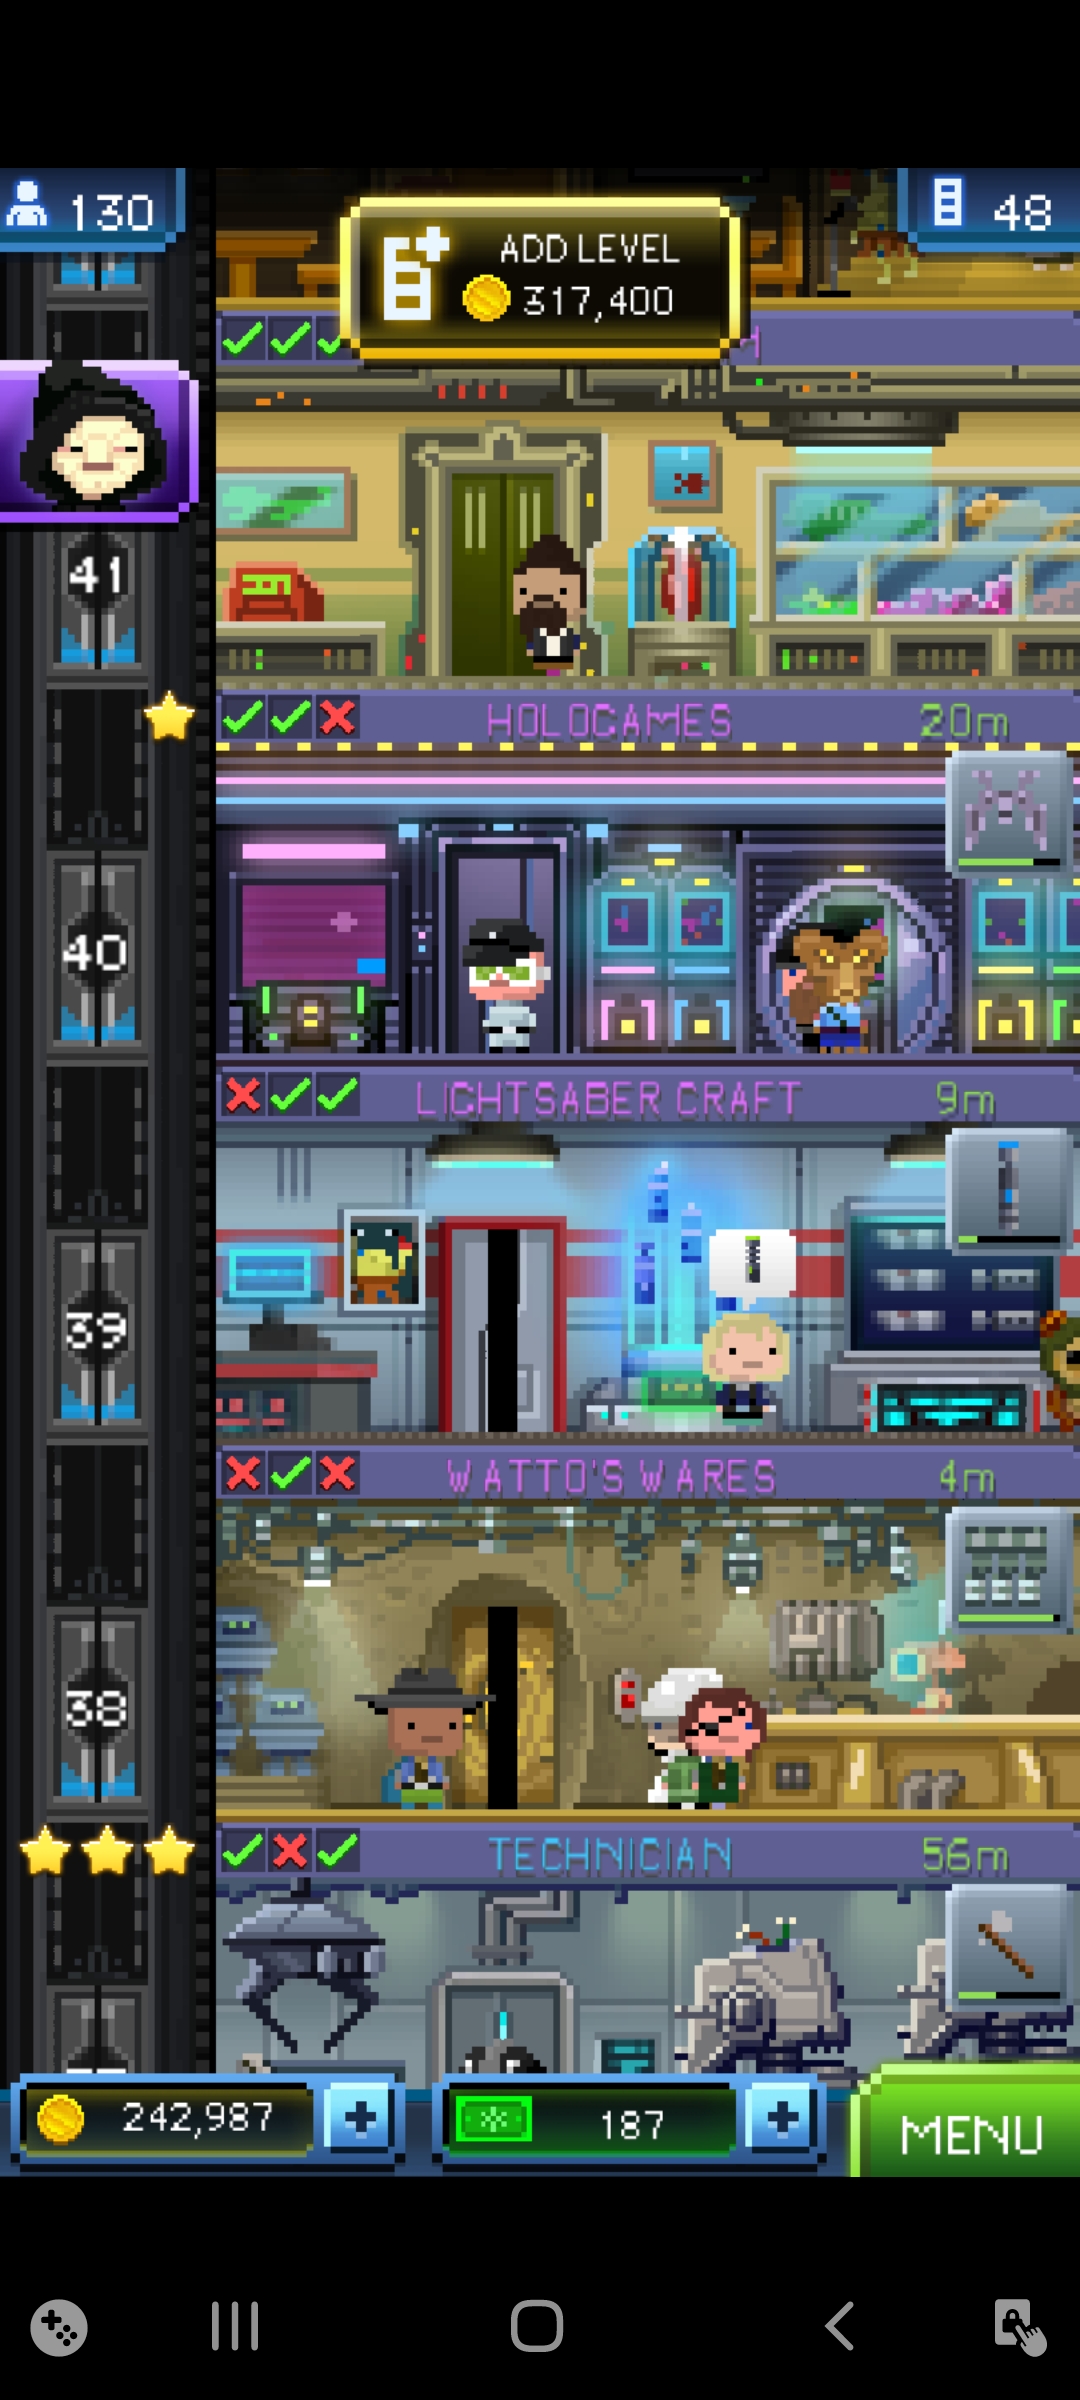 130
ADD LEVEL
317,400
48
41
HOLOGAMES 20m
40
LIGHTSABER CRAFT 9m
39
WATTO'S WARES 4m
38
TECHNICIAN 56m
242,987
187
MENU